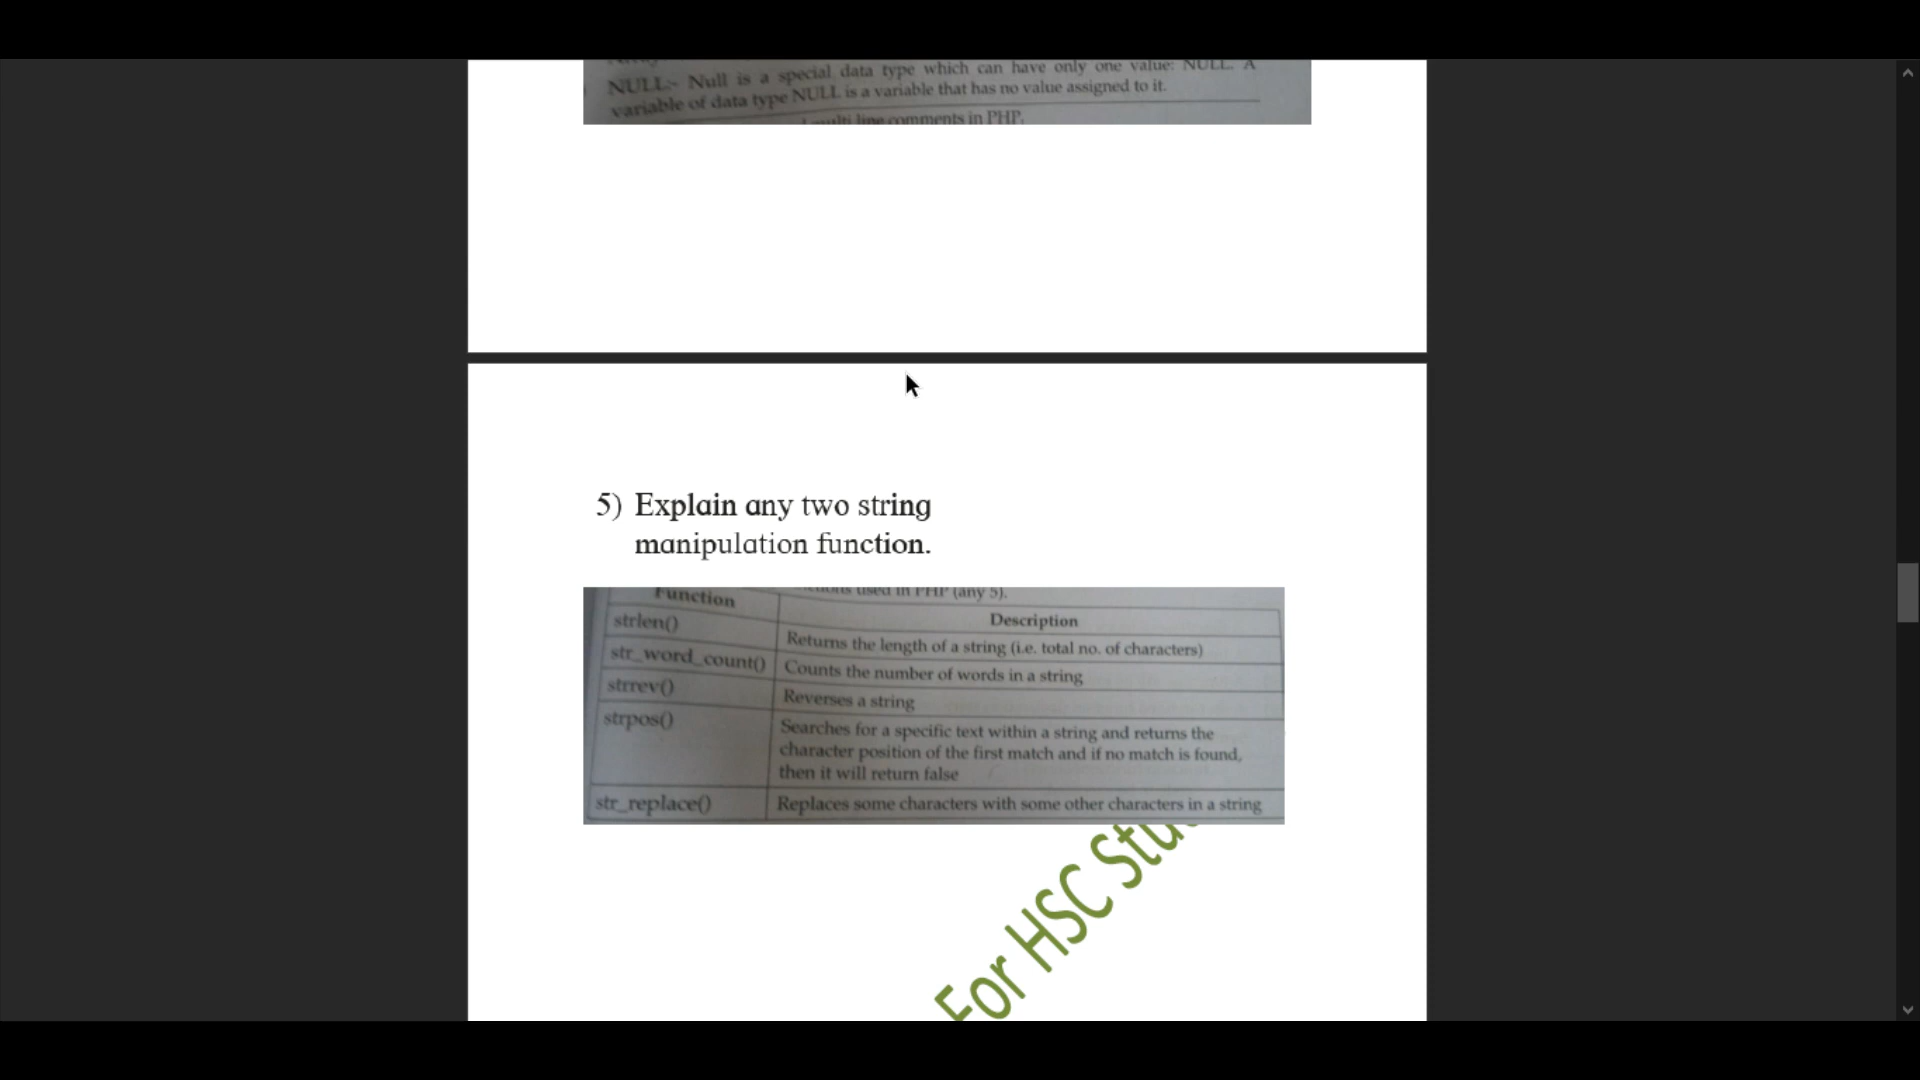 NULL:- Null is a special data type which can have only one value: NULL. A
variable of data type NULL is a variable that has no value assigned to it.
multi line comments in PHP.
5) Explain any two string
manipulation function.
used in PHP (any 5).
Function Description
strlen() Returns the length of a string (i.e. total no. of characters)
str_word_count() Counts the number of words in a string
strrev() Reverses a string
strpos() Searches for a specific text within a string and returns the
character position of the first match and if no match is found,
then it will return false
str_replace() Replaces some characters with some other characters in a string
For HSC